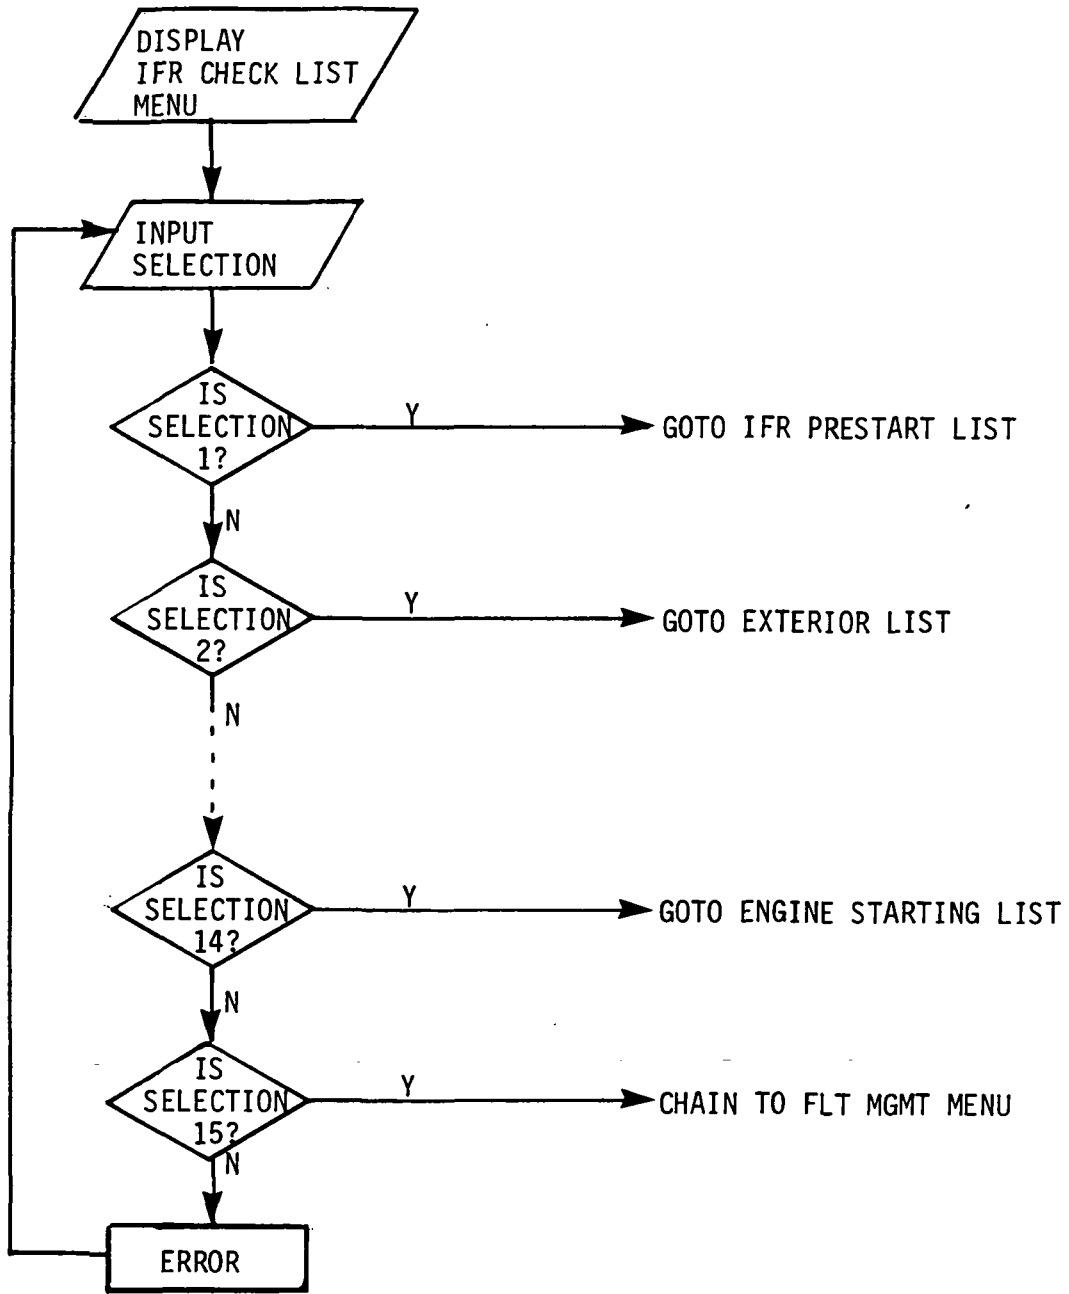 DISPLAY
IFR CHECK LIST
MENU
INPUT
SELECTION
IS
SELECTION
1?
Y
GOTO IFR PRESTART LIST
N
IS
SELECTION
2?
Y
GOTO EXTERIOR LIST
N
IS
SELECTION
14?
Y
GOTO ENGINE STARTING LIST
N
IS
SELECTION
15?
Y
CHAIN TO FLT MGMT MENU
N
ERROR